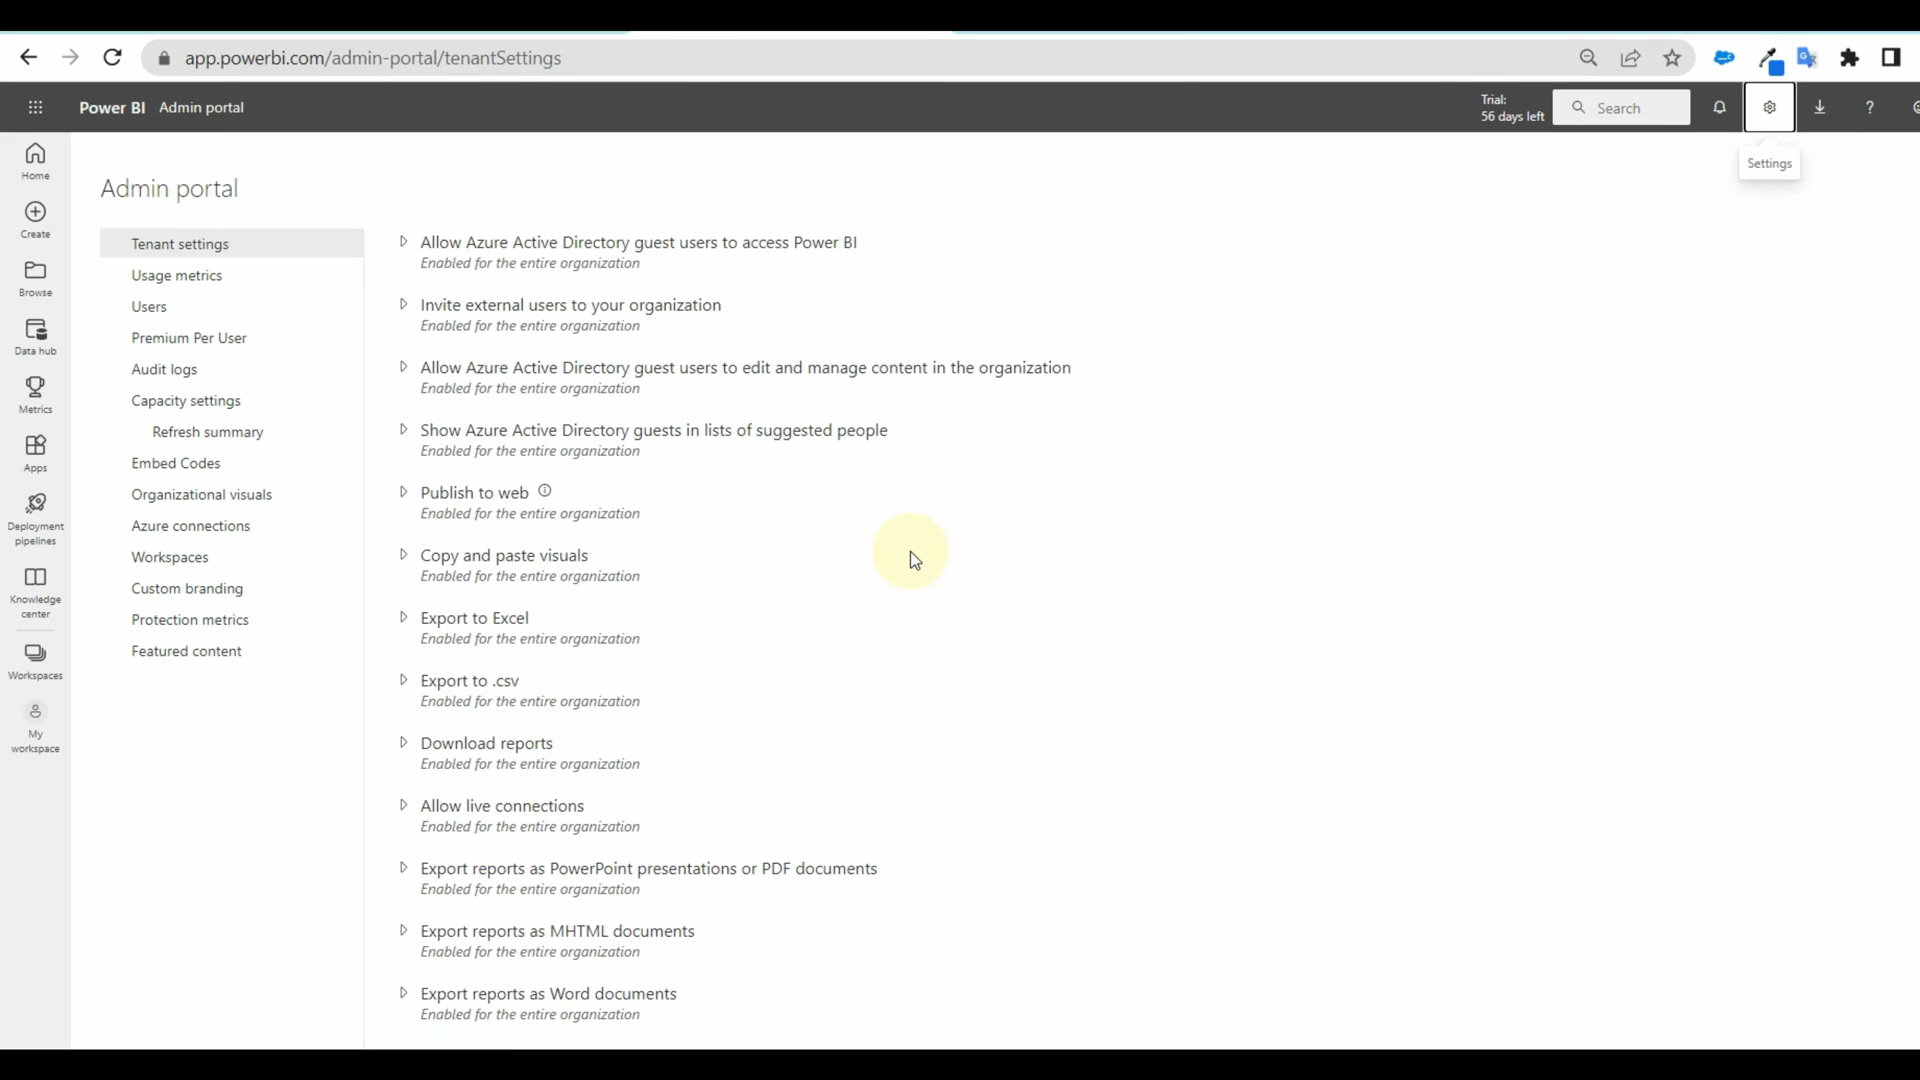 app.powerbi.com/admin-portal/tenantSettings
Power BI Admin portal
Trial:
56 days left
Search
?
Settings
Home
Create
Browse
Data hub
Metrics
Apps
Deployment
pipelines
Knowledge
center
Workspaces
My
workspace
Admin portal
Tenant settings
Usage metrics
Users
Premium Per User
Audit logs
Capacity settings
Refresh summary
Embed Codes
Organizational visuals
Azure connections
Workspaces
Custom branding
Protection metrics
Featured content
Allow Azure Active Directory guest users to access Power BI
Enabled for the entire organization
Invite external users to your organization
Enabled for the entire organization
Allow Azure Active Directory guest users to edit and manage content in the organization
Enabled for the entire organization
Show Azure Active Directory guests in lists of suggested people
Enabled for the entire organization
Publish to web
Enabled for the entire organization
Copy and paste visuals
Enabled for the entire organization
Export to Excel
Enabled for the entire organization
Export to .csv
Enabled for the entire organization
Download reports
Enabled for the entire organization
Allow live connections
Enabled for the entire organization
Export reports as PowerPoint presentations or PDF documents
Enabled for the entire organization
Export reports as MHTML documents
Enabled for the entire organization
Export reports as Word documents
Enabled for the entire organization